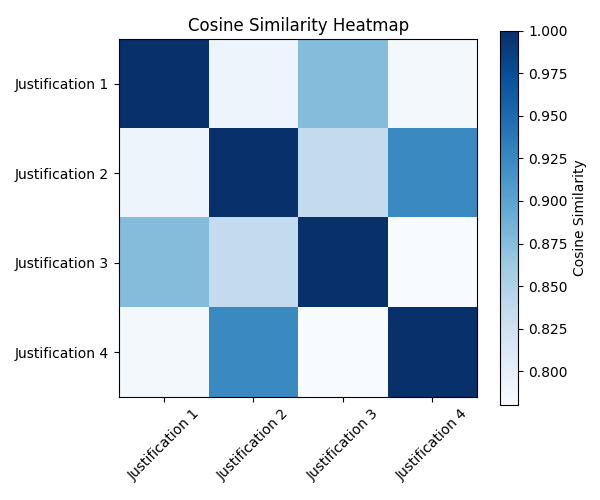 Cosine Similarity Heatmap
Justification 1
Justification 2
Justification 3
Justification 4
Justification 1
Justification 2
Justification 3
Justification 4
1.000
0.975
0.950
0.925
0.900
0.875
0.850
0.825
0.800
Cosine Similarity